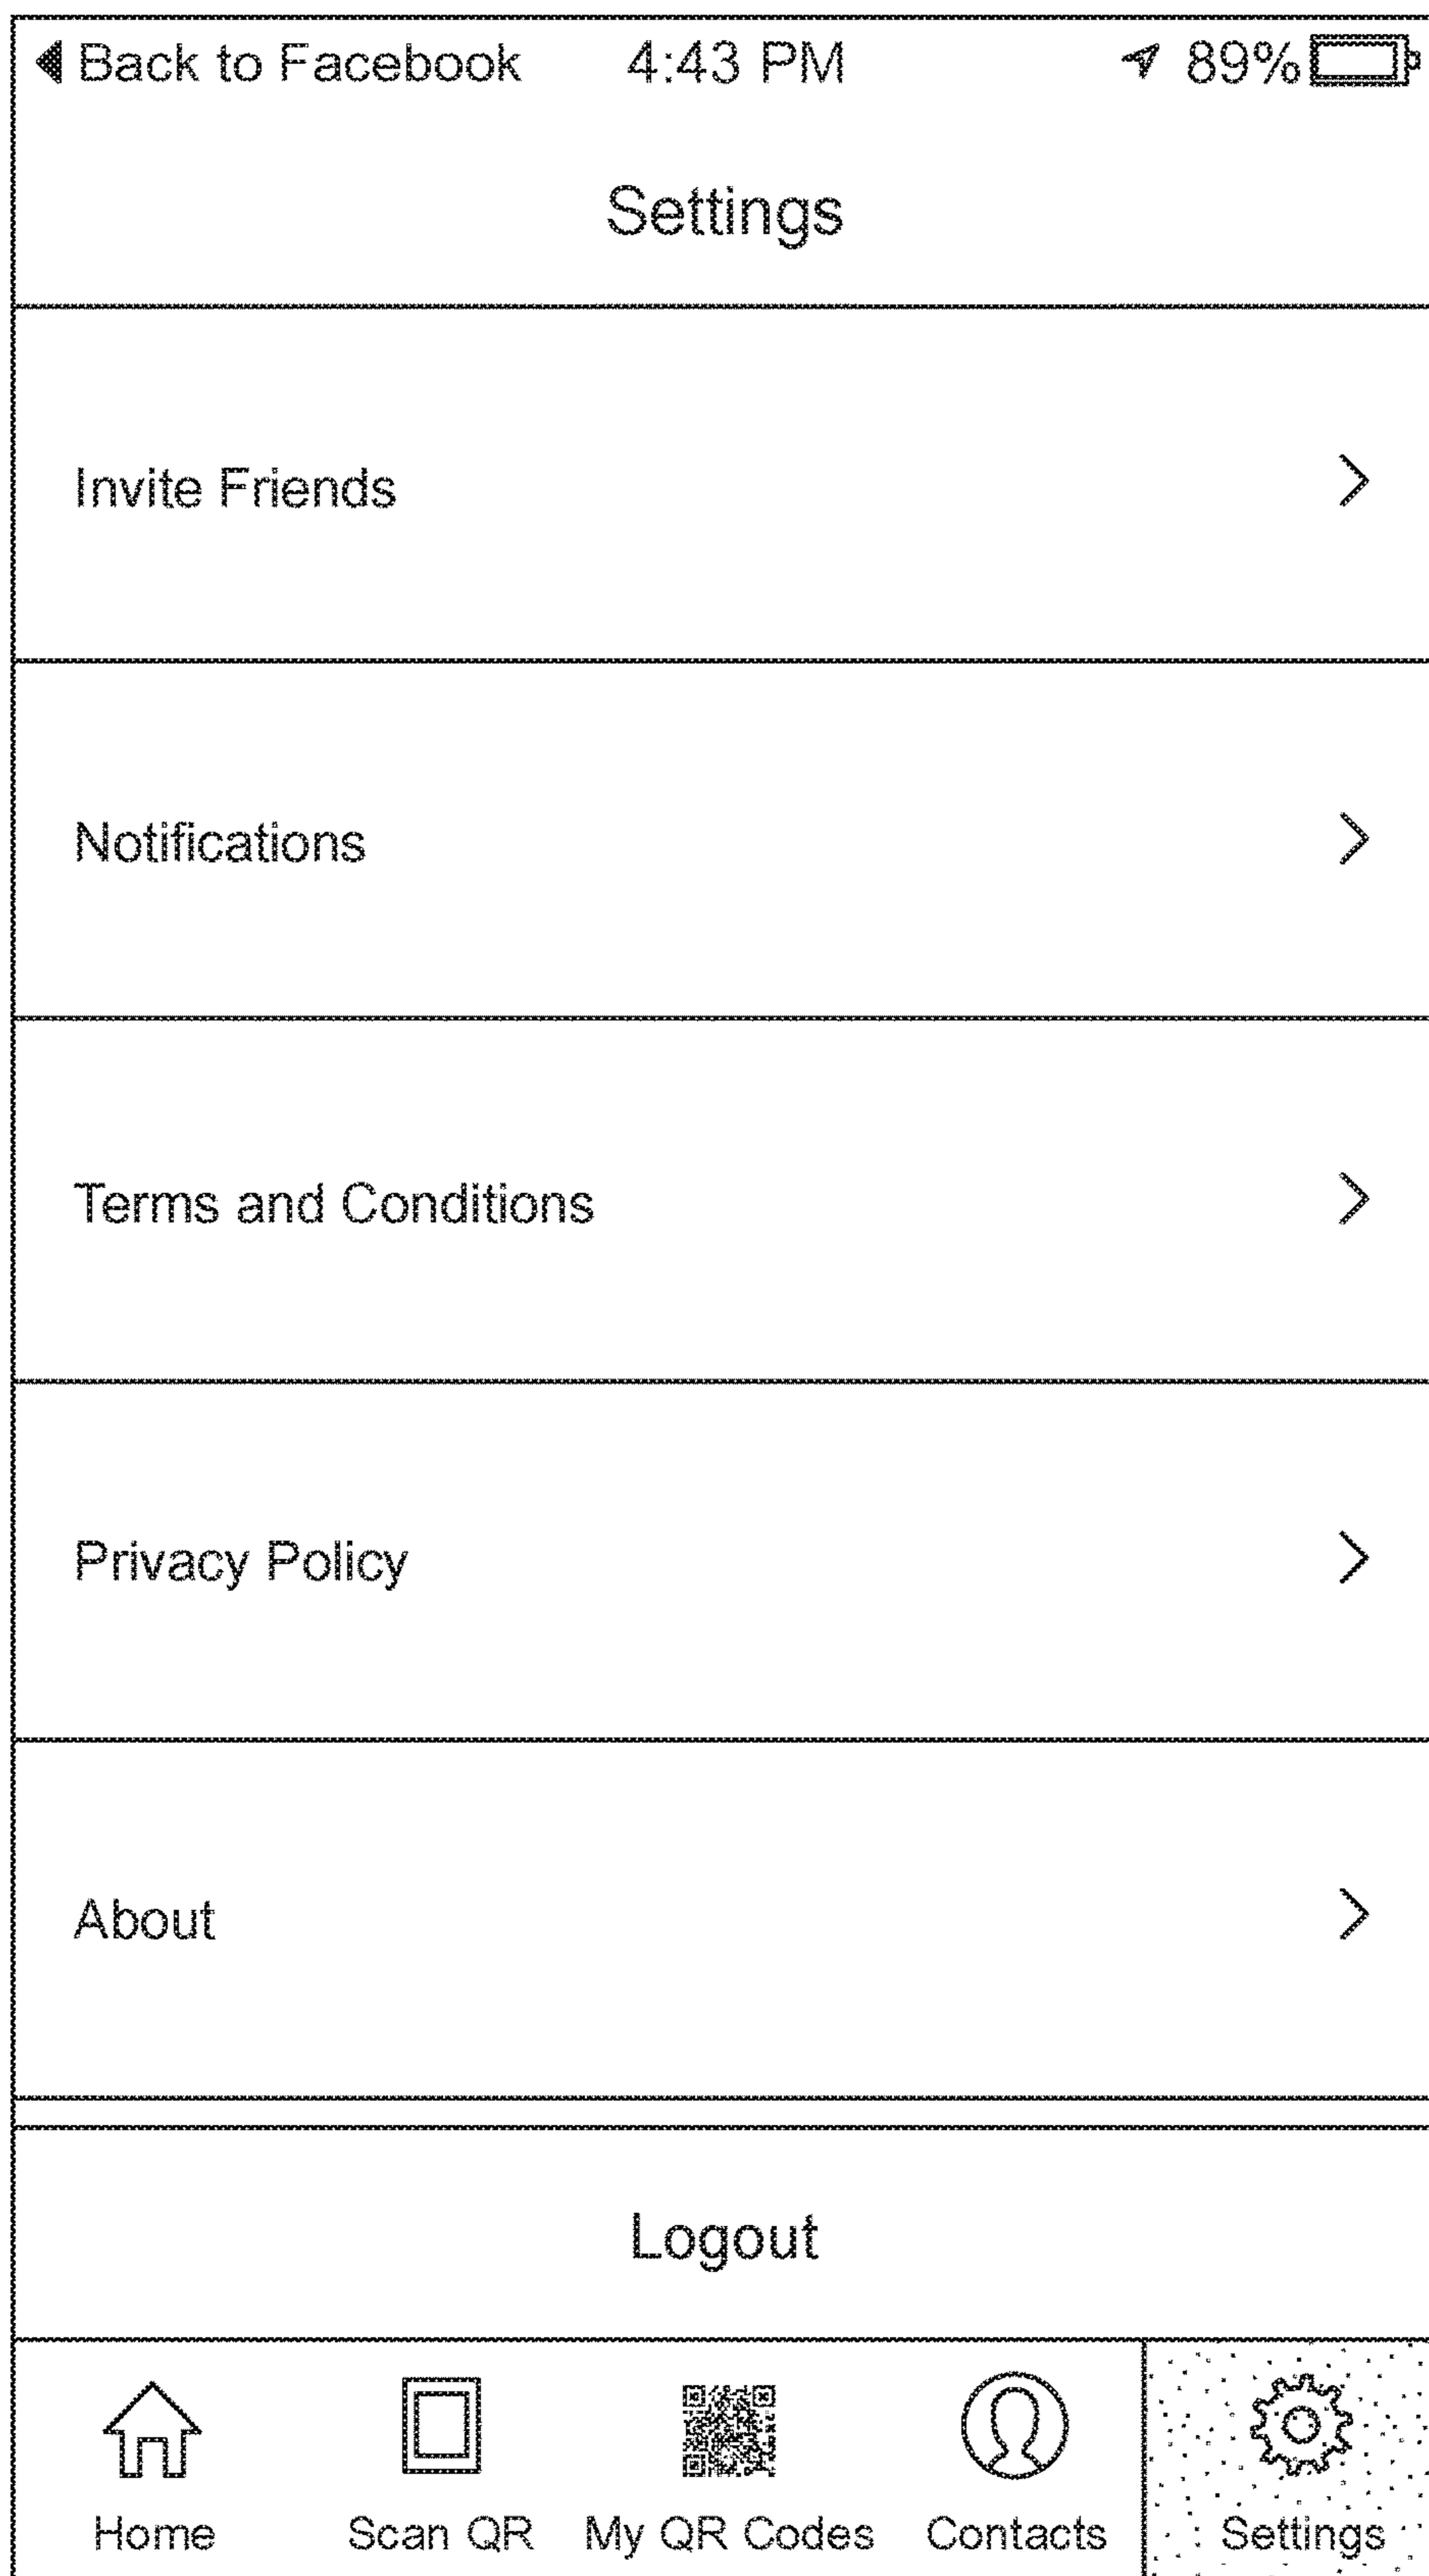 Back to Facebook 4:43 PM 89%
Settings
Invite Friends
Notifications
Terms and Conditions
Privacy Policy
About
Logout
Home Scan QR My QR Codes Contacts Settings